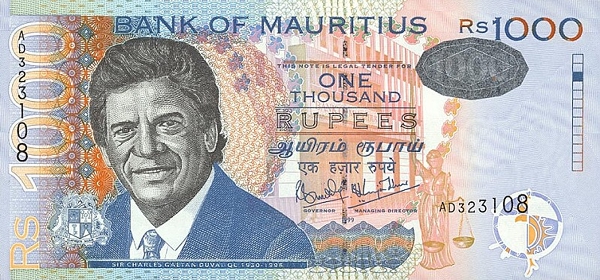 BANK OF MAURITIUS
RS 1000
THIS NOTE IS LEGAL TENDER FOR
ONE
THOUSAND
RUPEES
ஆயிரம் ரூபாய்
एक हज़ार रुपये
GOVERNOR MANAGING DIRECTOR
AD323108
AD323108
RS 1000
SIR CHARLES GAETAN DUVAL QC 1930-1996